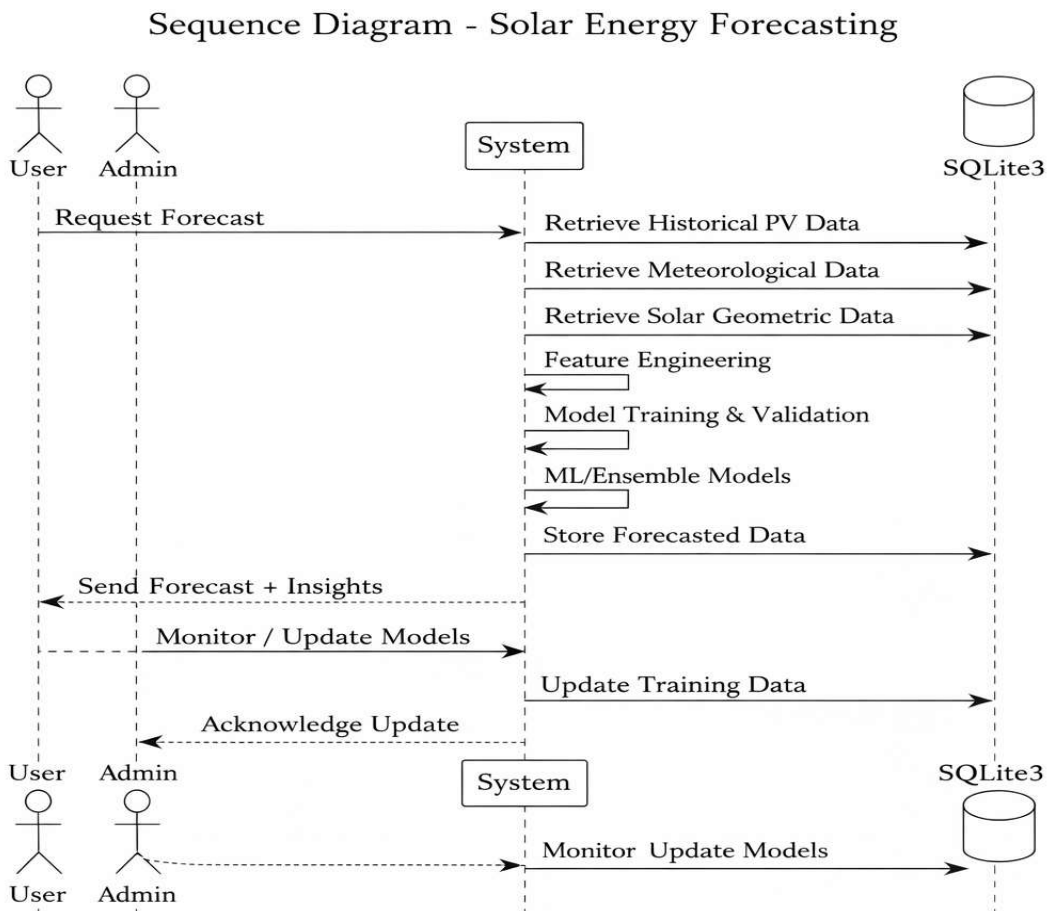 Sequence Diagram - Solar Energy Forecasting
System
User
Admin
SQLite3
Request Forecast
Retrieve Historical PV Data
Retrieve Meteorological Data
Retrieve Solar Geometric Data
Feature Engineering
Model Training & Validation
ML/Ensemble Models
Store Forecasted Data
Send Forecast + Insights
Monitor / Update Models
Update Training Data
Acknowledge Update
User
Admin
System
SQLite3
Monitor Update Models
User
Admin